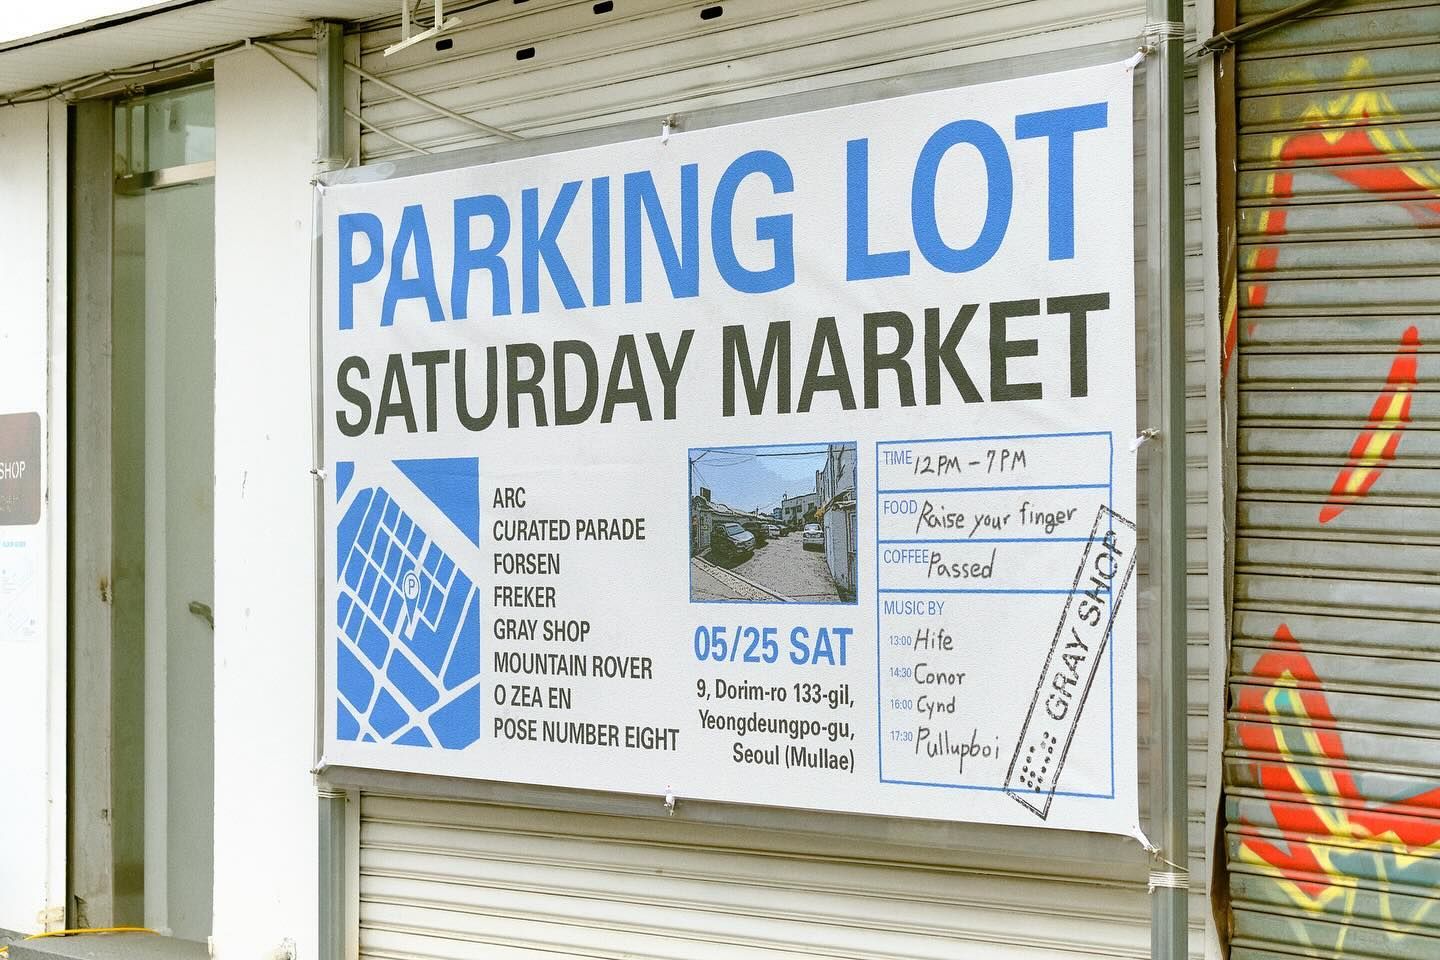 PARKING LOT
SATURDAY MARKET
P
ARC
CURATED PARADE
FORSEN
FREKER
GRAY SHOP
MOUNTAIN ROVER
O ZEA EN
POSE NUMBER EIGHT
05/25 SAT
9, Dorim-ro 133-gil,
Yeongdeungpo-gu,
Seoul (Mullae)
TIME 12PM - 7PM
FOOD Raise your finger
COFFEE Passed
MUSIC BY
13:00 Hife
14:30 Conor
16:00 Cynd
17:30 Pullupboi
GRAY SHOP
SHOP